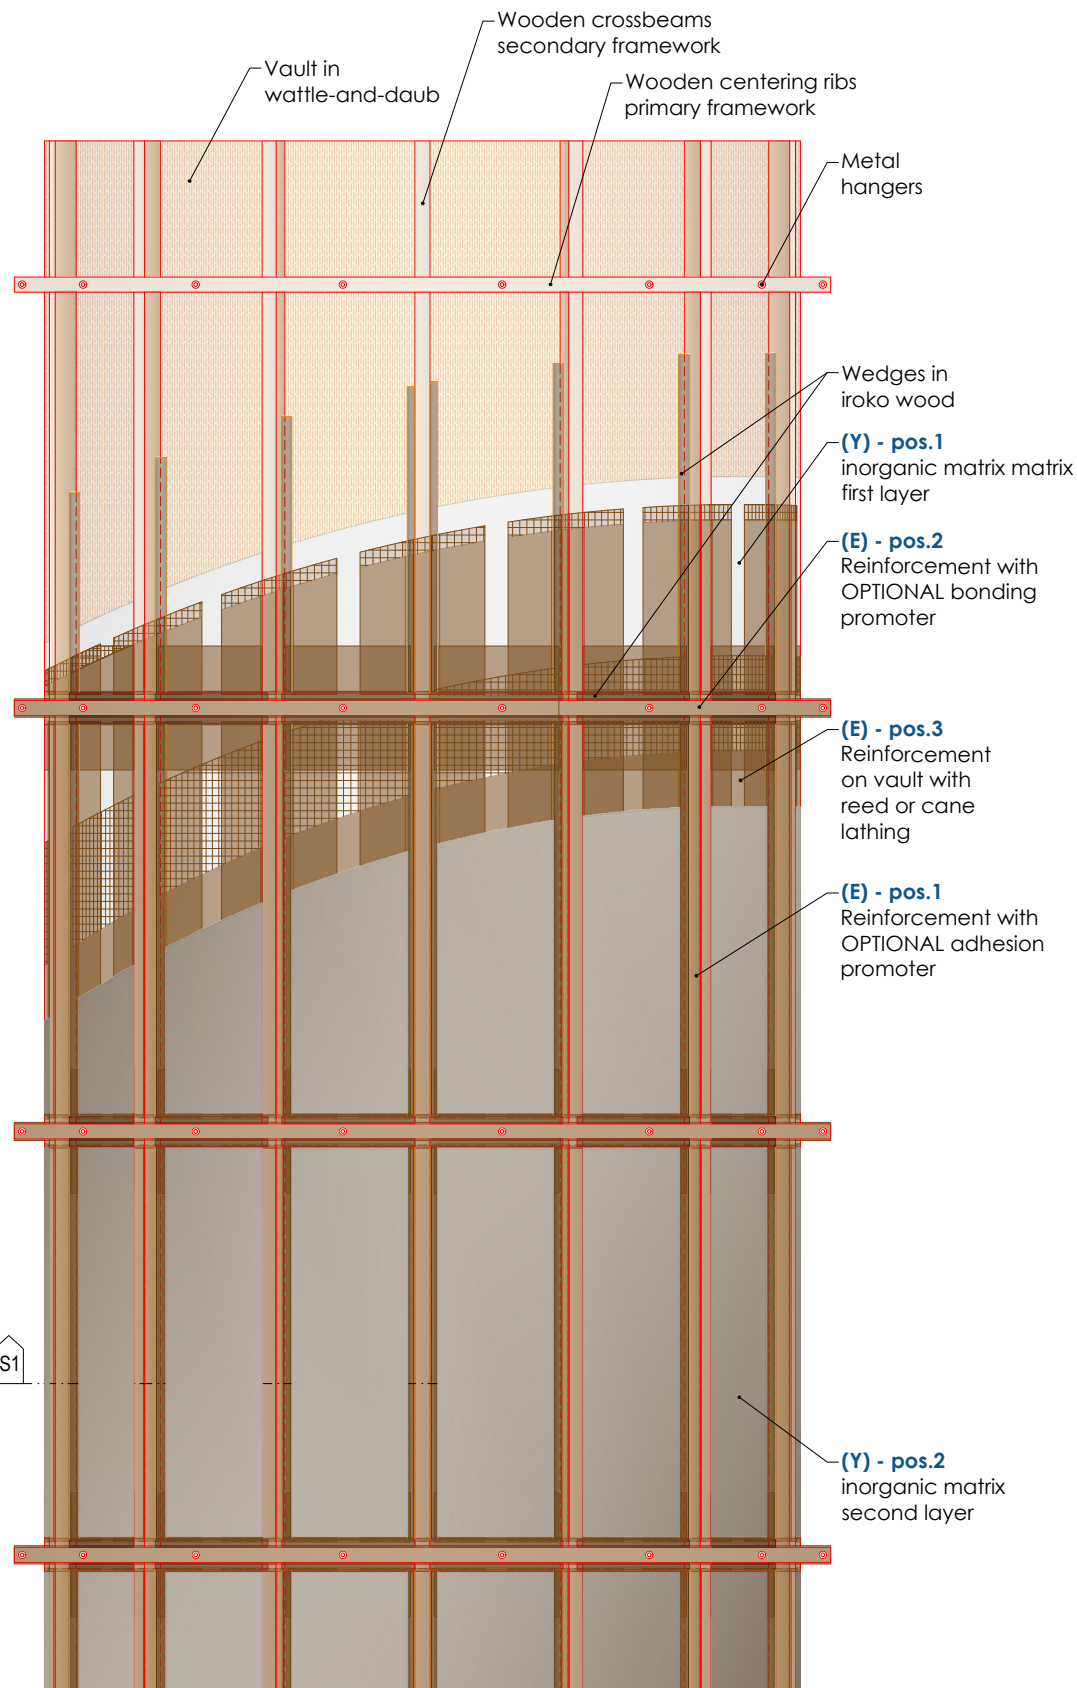 Wooden crossbeams
secondary framework
Vault in
wattle-and-daub
Wooden centering ribs
primary framework
Metal
hangers
Wedges in
iroko wood
(Y) - pos.1
inorganic matrix matrix
first layer
(E) - pos.2
Reinforcement with
OPTIONAL bonding
promoter
(E) - pos.3
Reinforcement
on vault with
reed or cane
lathing
(E) - pos.1
Reinforcement with
OPTIONAL adhesion
promoter
S1
(Y) - pos.2
inorganic matrix
second layer